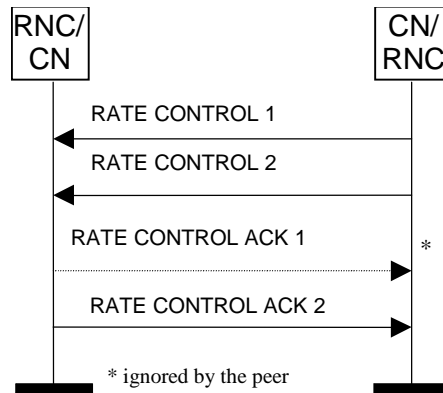 RNC/
CN
CN/
RNC
RATE CONTROL 1
RATE CONTROL 2
RATE CONTROL ACK 1
*
RATE CONTROL ACK 2
* ignored by the peer